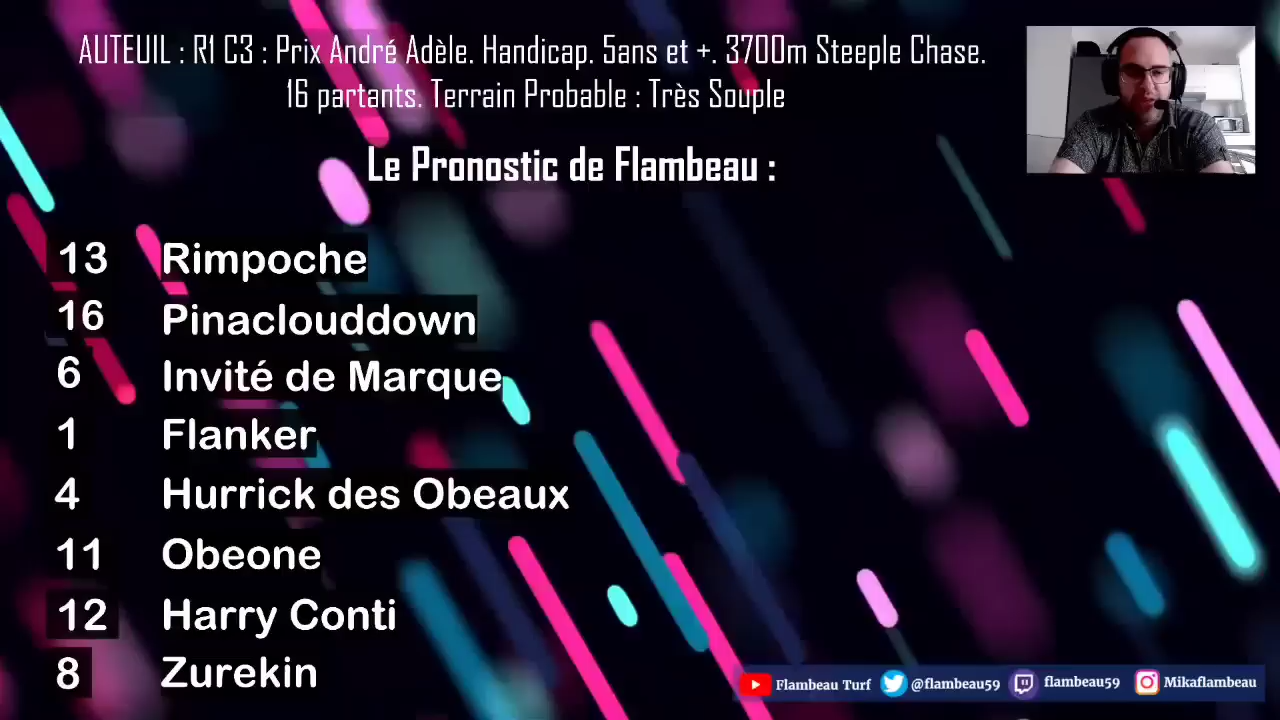 AUTEUIL : R1 C3 : Prix André Adèle. Handicap. 5ans et +. 3700m Steeple Chase.
16 partants. Terrain Probable : Très Souple
Le Pronostic de Flambeau :
13 Rimpoche
16 Pinaclouddown
6 Invité de Marque
1 Flanker
4 Hurrick des Obeaux
11 Obeone
12 Harry Conti
8 Zurekin
Flambeau Turf @flambeau59 flambeau59 Mikaflambeau